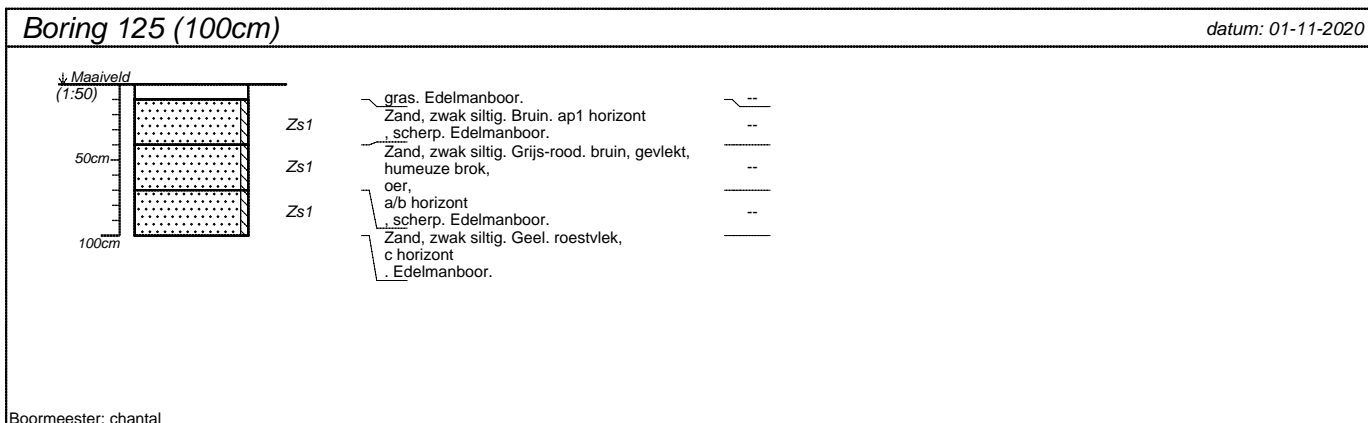 Boring 125 (100cm)
datum: 01-11-2020
Maaiveld
(1:50)
50cm
100cm
Zs1
Zs1
Zs1
gras. Edelmanboor.
Zand, zwak siltig. Bruin. ap1 horizont
, scherp. Edelmanboor.
Zand, zwak siltig. Grijs-rood. bruin, gevlekt,
humeuze brok,
oer,
a/b horizont
, scherp. Edelmanboor.
Zand, zwak siltig. Geel. roestvlek,
c horizont
. Edelmanboor.
--
--
--
--
Boormeester: chantal